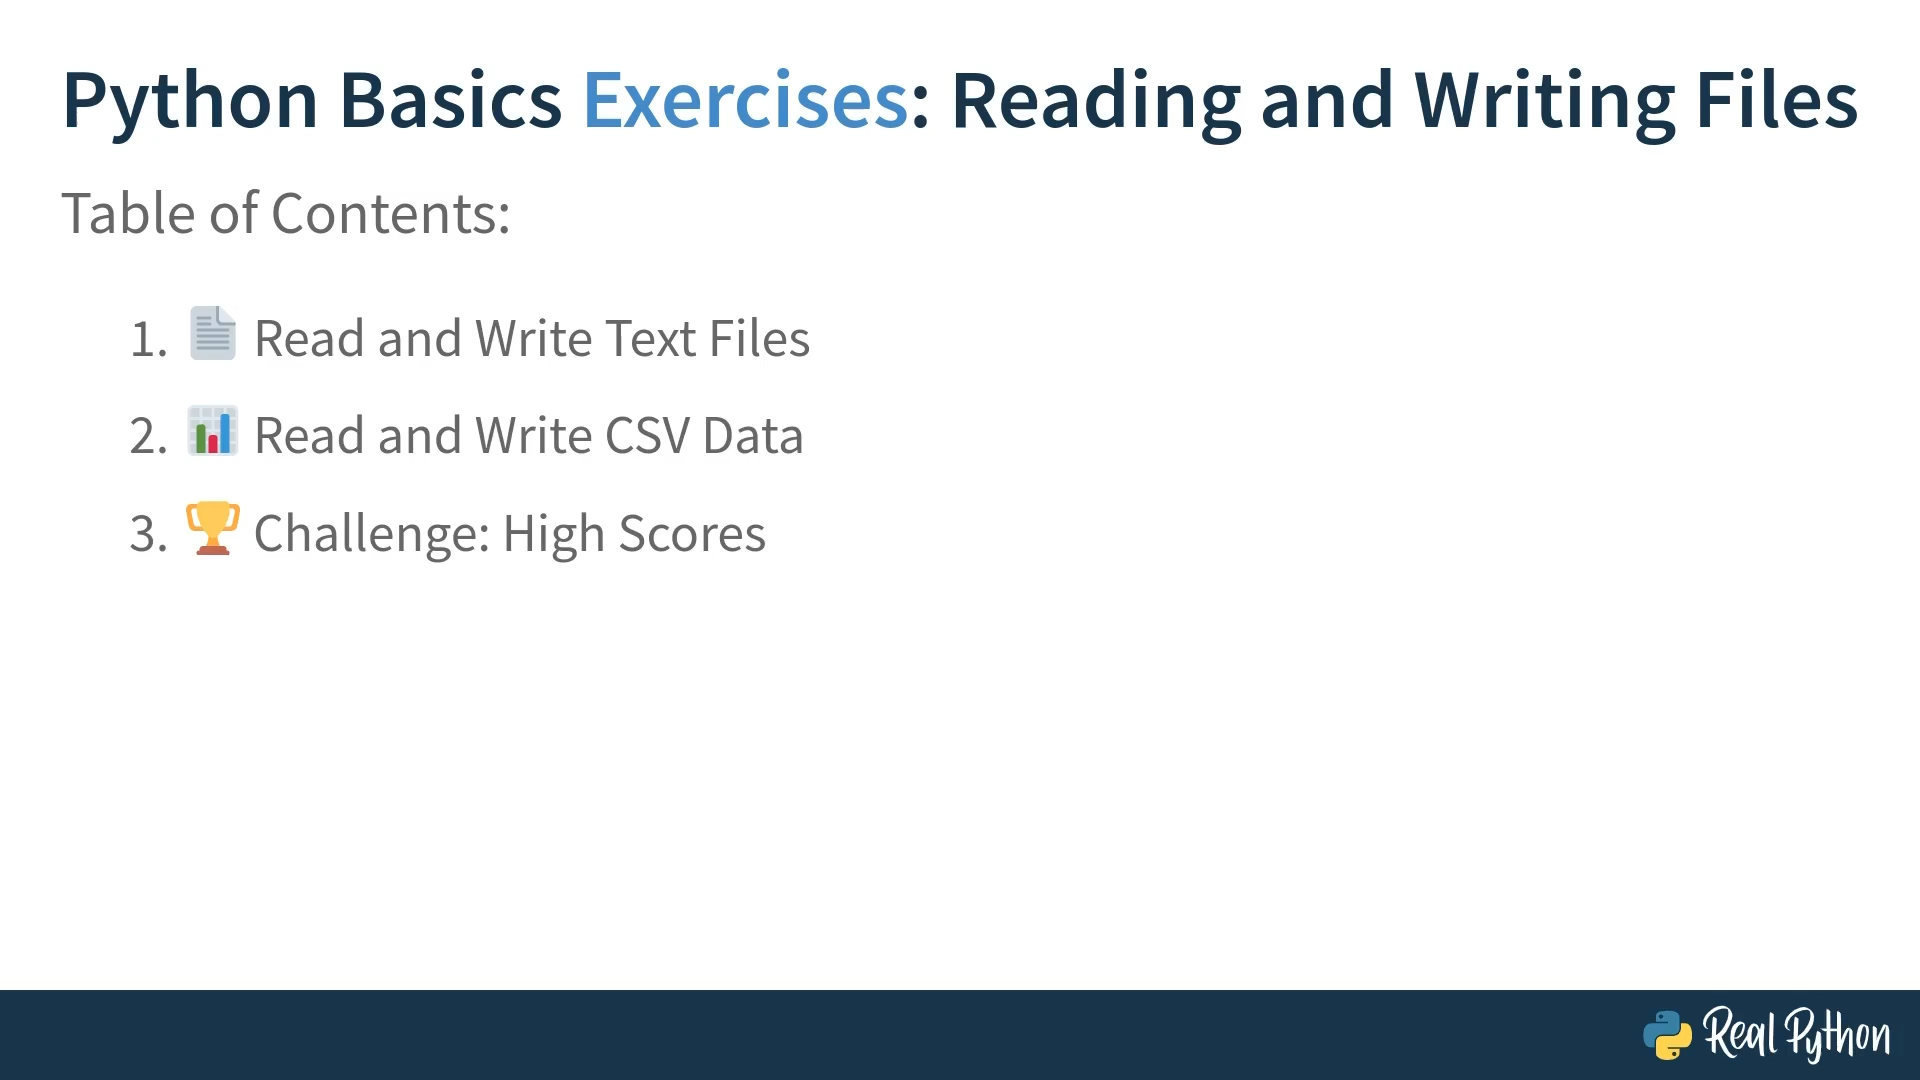 Python Basics Exercises: Reading and Writing Files
Table of Contents:
1. Read and Write Text Files
2. Read and Write CSV Data
3. Challenge: High Scores
Real Python